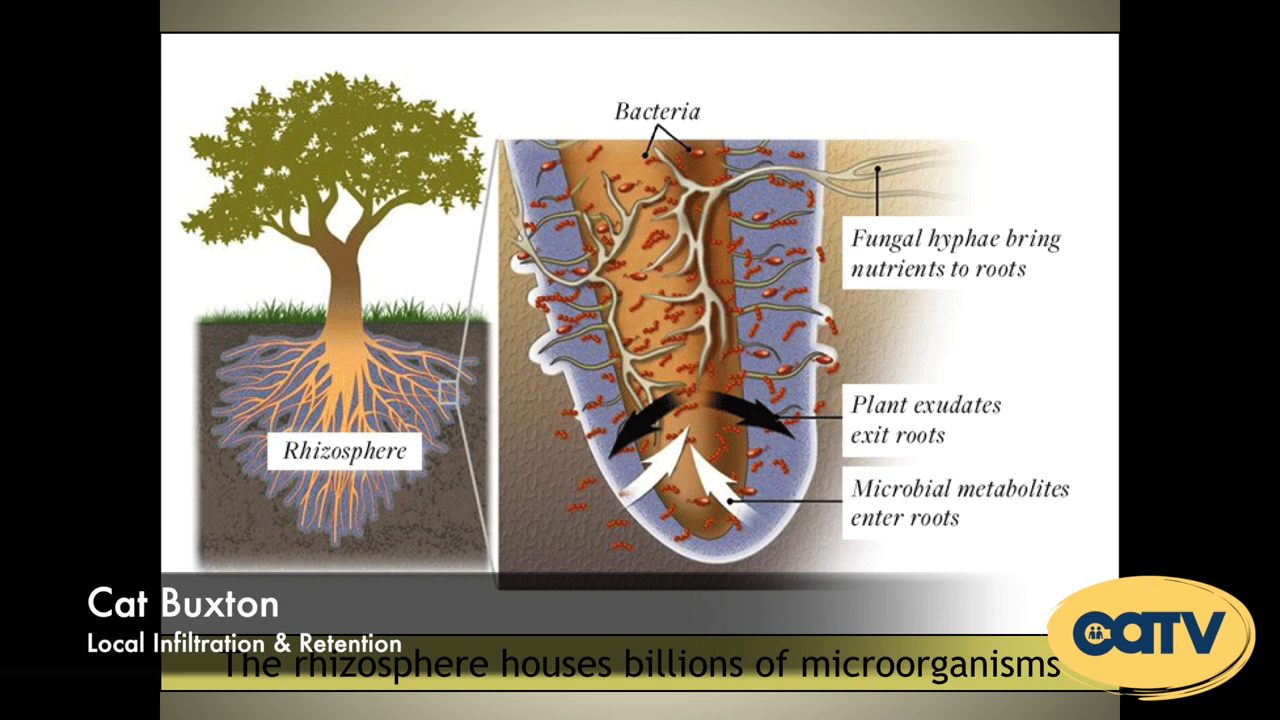 Bacteria
Fungal hyphae bring
nutrients to roots
Rhizosphere
Plant exudates
exit roots
Microbial metabolites
enter roots
Cat Buxton
Local Infiltration & Retention
The rhizosphere houses billions of microorganisms
CATV